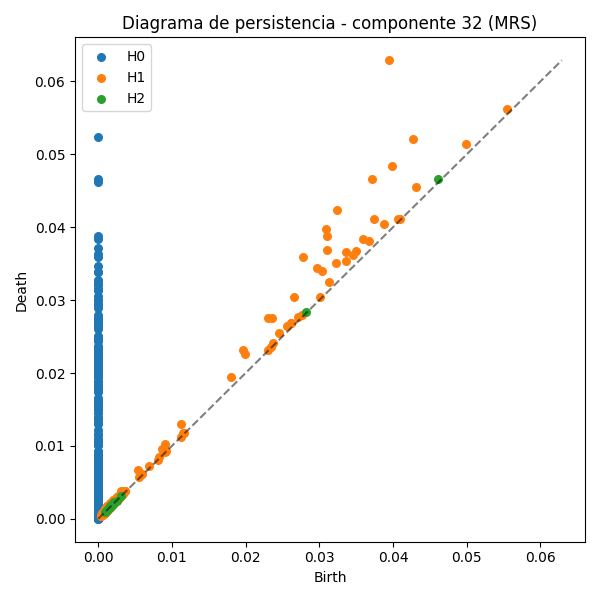 Diagrama de persistencia - componente 32 (MRS)
H0
H1
H2
Death
0.06
0.05
0.04
0.03
0.02
0.01
0.00
0.00 0.01 0.02 0.03 0.04 0.05 0.06
Birth